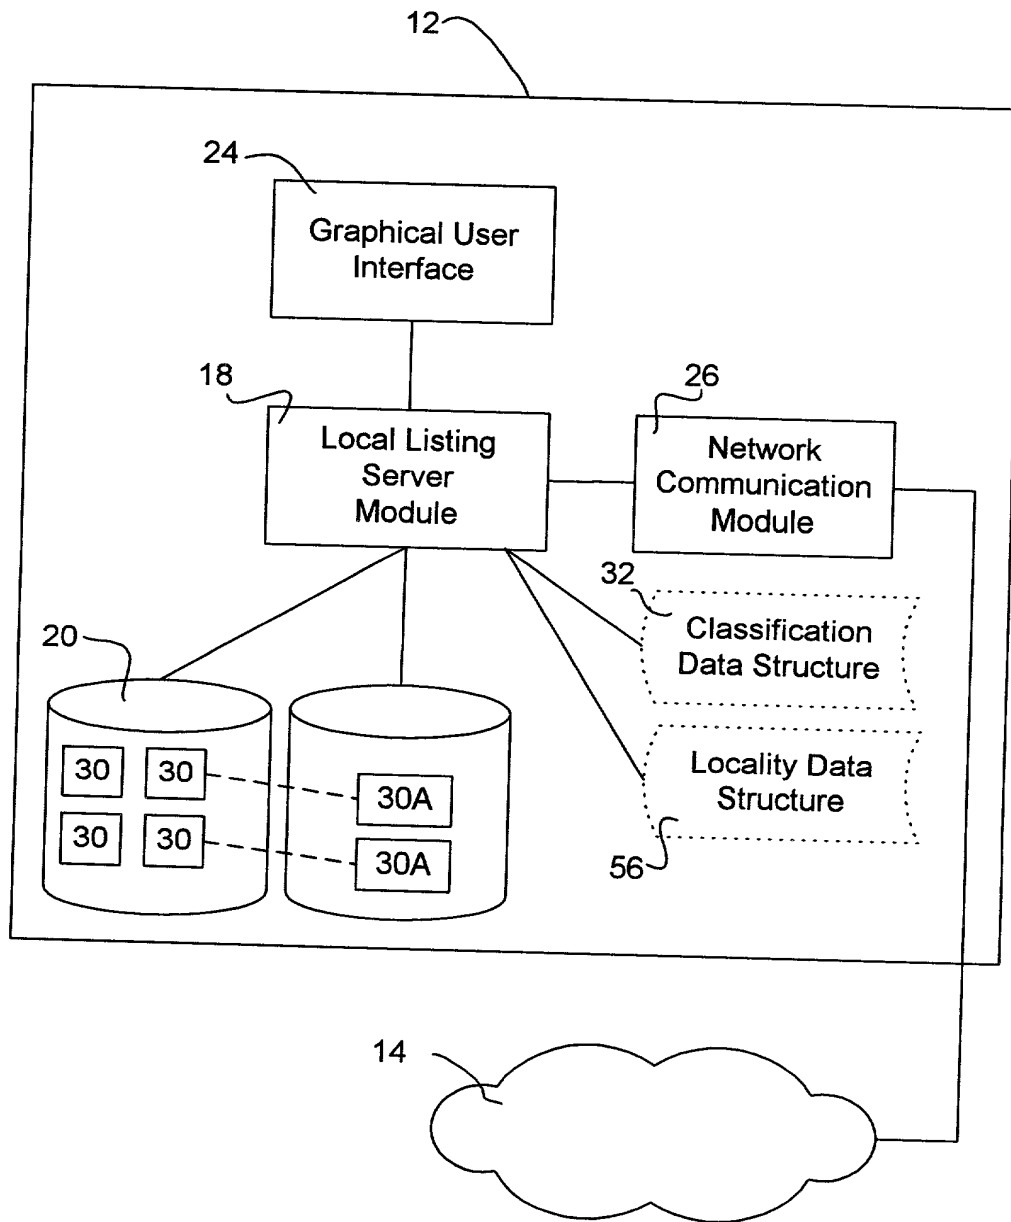 12
24
Graphical User
Interface
18
Local Listing
Server
Module
26
Network
Communication
Module
32
Classification
Data Structure
20
30 30
30A
Locality Data
Structure
30 30
30A
56
14